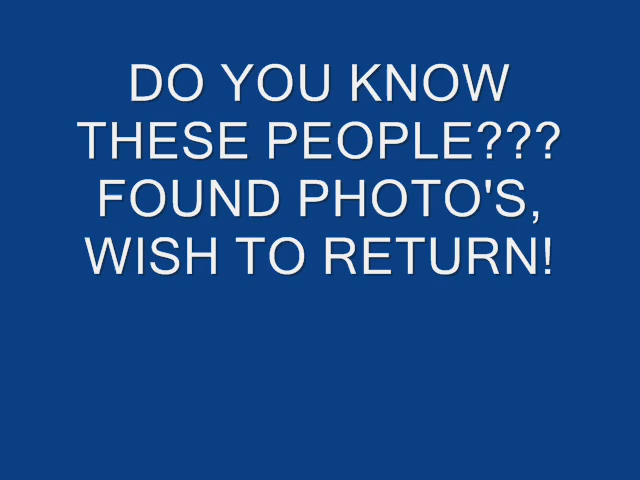 DO YOU KNOW
THESE PEOPLE???
FOUND PHOTO'S,
WISH TO RETURN!